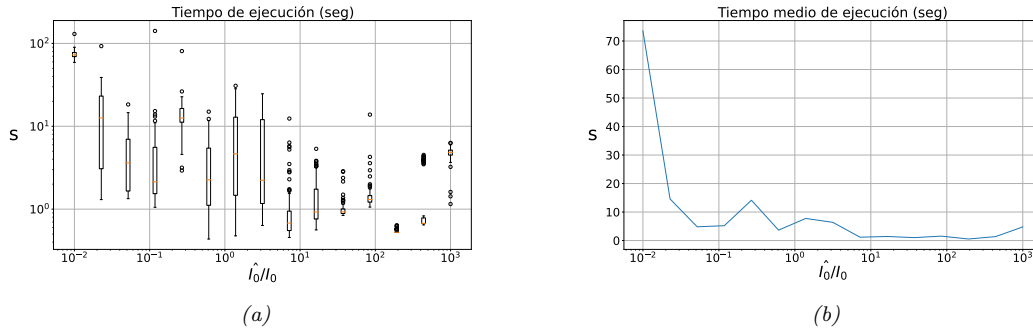 Tiempo de ejecución (seg)
10²
10¹
10⁰
s
10⁻² 10⁻¹ 10⁰ 10¹ 10² 10³
Î₀/I₀
(a)
Tiempo medio de ejecución (seg)
70
60
50
40
30
20
10
0
s
10⁻² 10⁻¹ 10⁰ 10¹ 10² 10³
Î₀/I₀
(b)